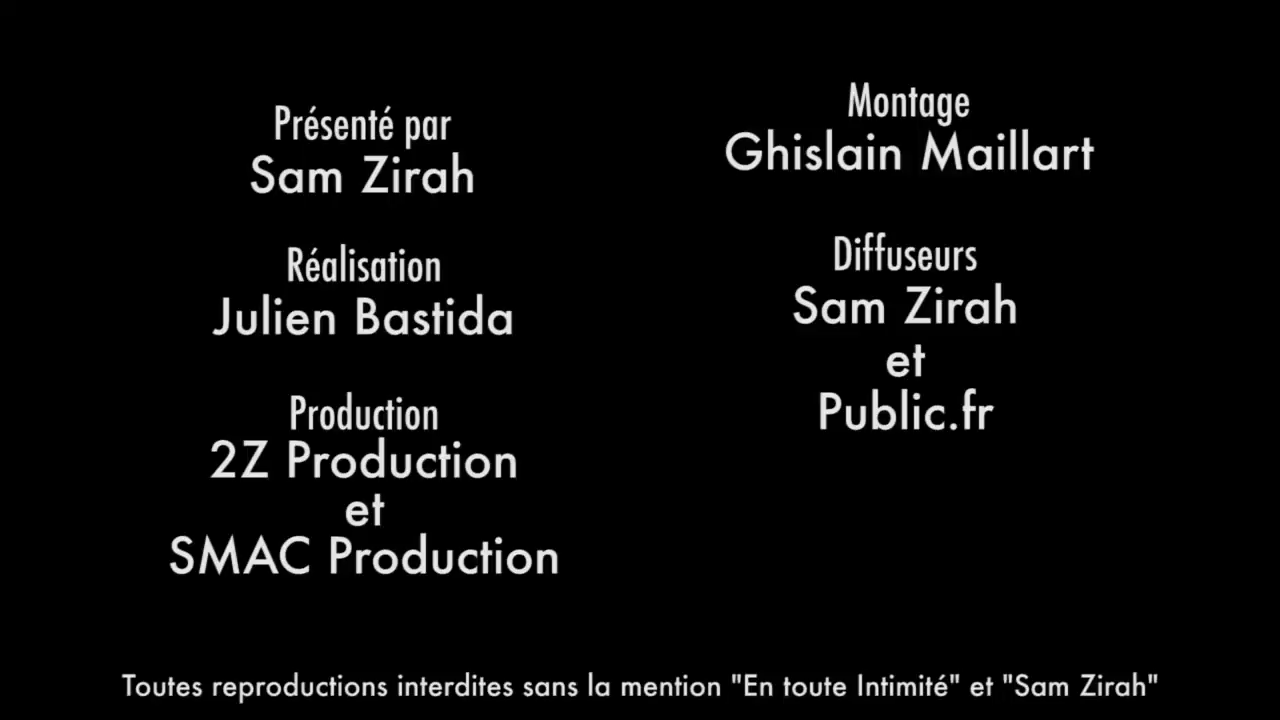 Présenté par
Sam Zirah
Réalisation
Julien Bastida
Production
2Z Production
et
SMAC Production
Montage
Ghislain Maillart
Diffuseurs
Sam Zirah
et
Public.fr
Toutes reproductions interdites sans la mention "En toute Intimité" et "Sam Zirah"